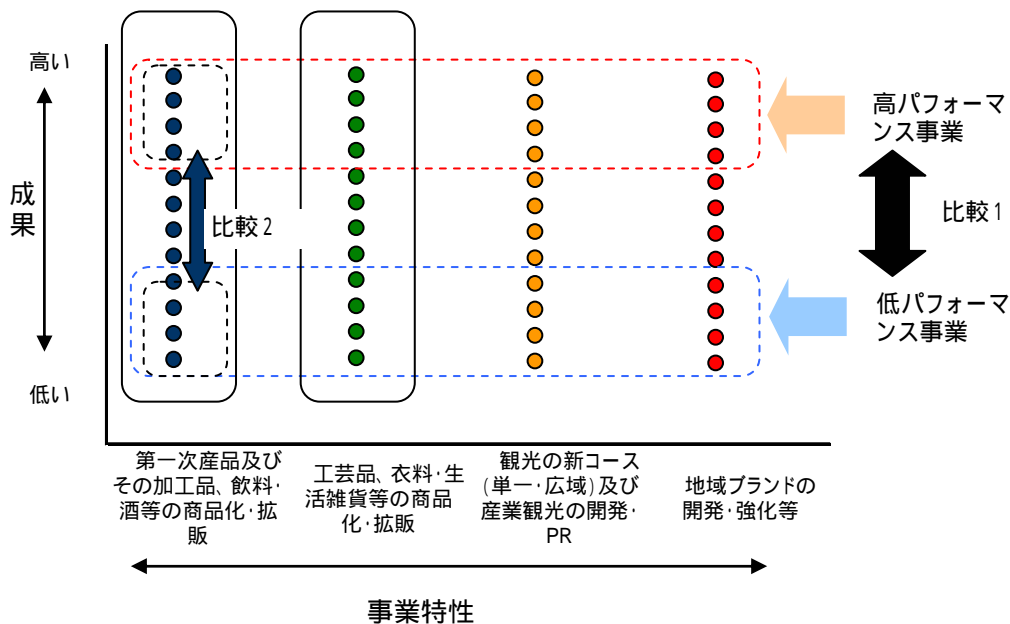 高い
成
果
低い
比較2
高パフォーマ
ンス事業
比較1
低パフォーマ
ンス事業
第一次産品及び
その加工品、飲料・
酒等の商品化・拡
販
工芸品、衣料・生
活雑貨等の商品
化・拡販
観光の新コース
(単一・広域)及び
産業観光の開発・
PR
地域ブランドの
開発・強化等
事業特性